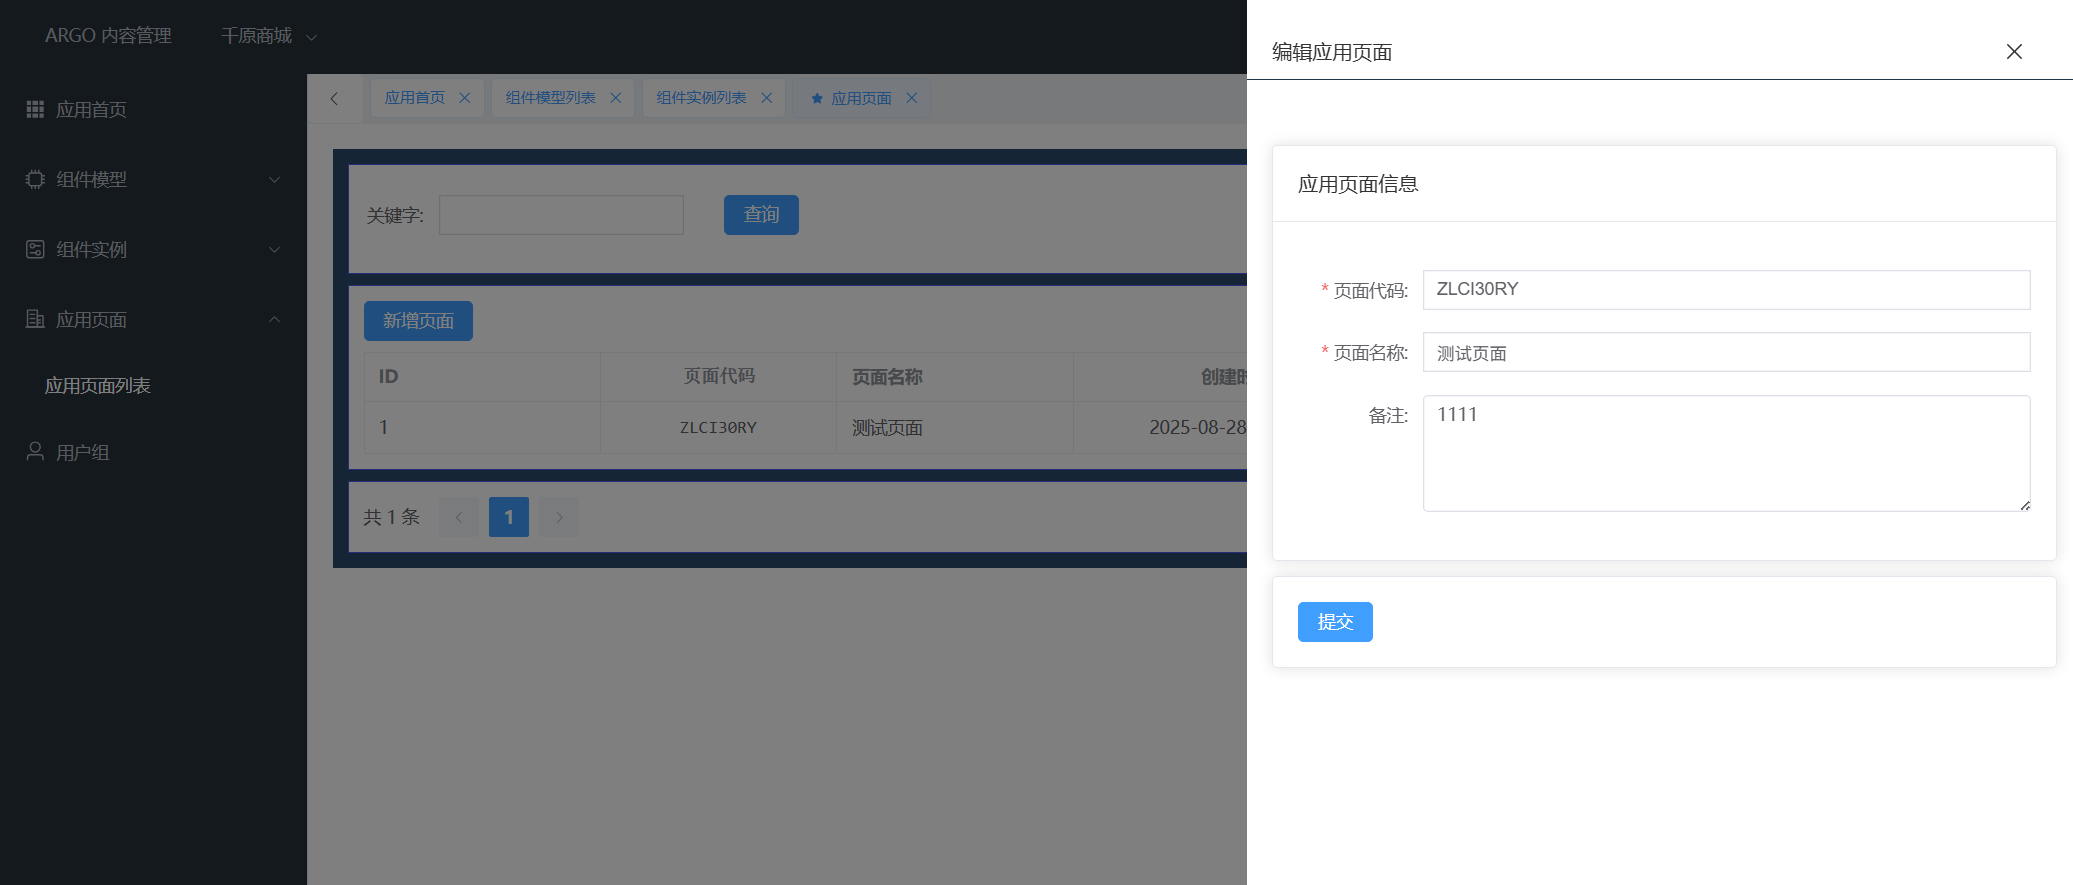 ARGO 内容管理
千原商城
应用首页
组件模型
组件实例
应用页面
应用页面列表
用户组
应用首页
组件模型列表
组件实例列表
应用页面
关键字:
查询
新增页面
ID 页面代码 页面名称 创建时
1 ZLCI30RY 测试页面 2025-08-28
共 1 条
1
编辑应用页面
应用页面信息
* 页面代码: ZLCI30RY
* 页面名称: 测试页面
备注: 1111
提交